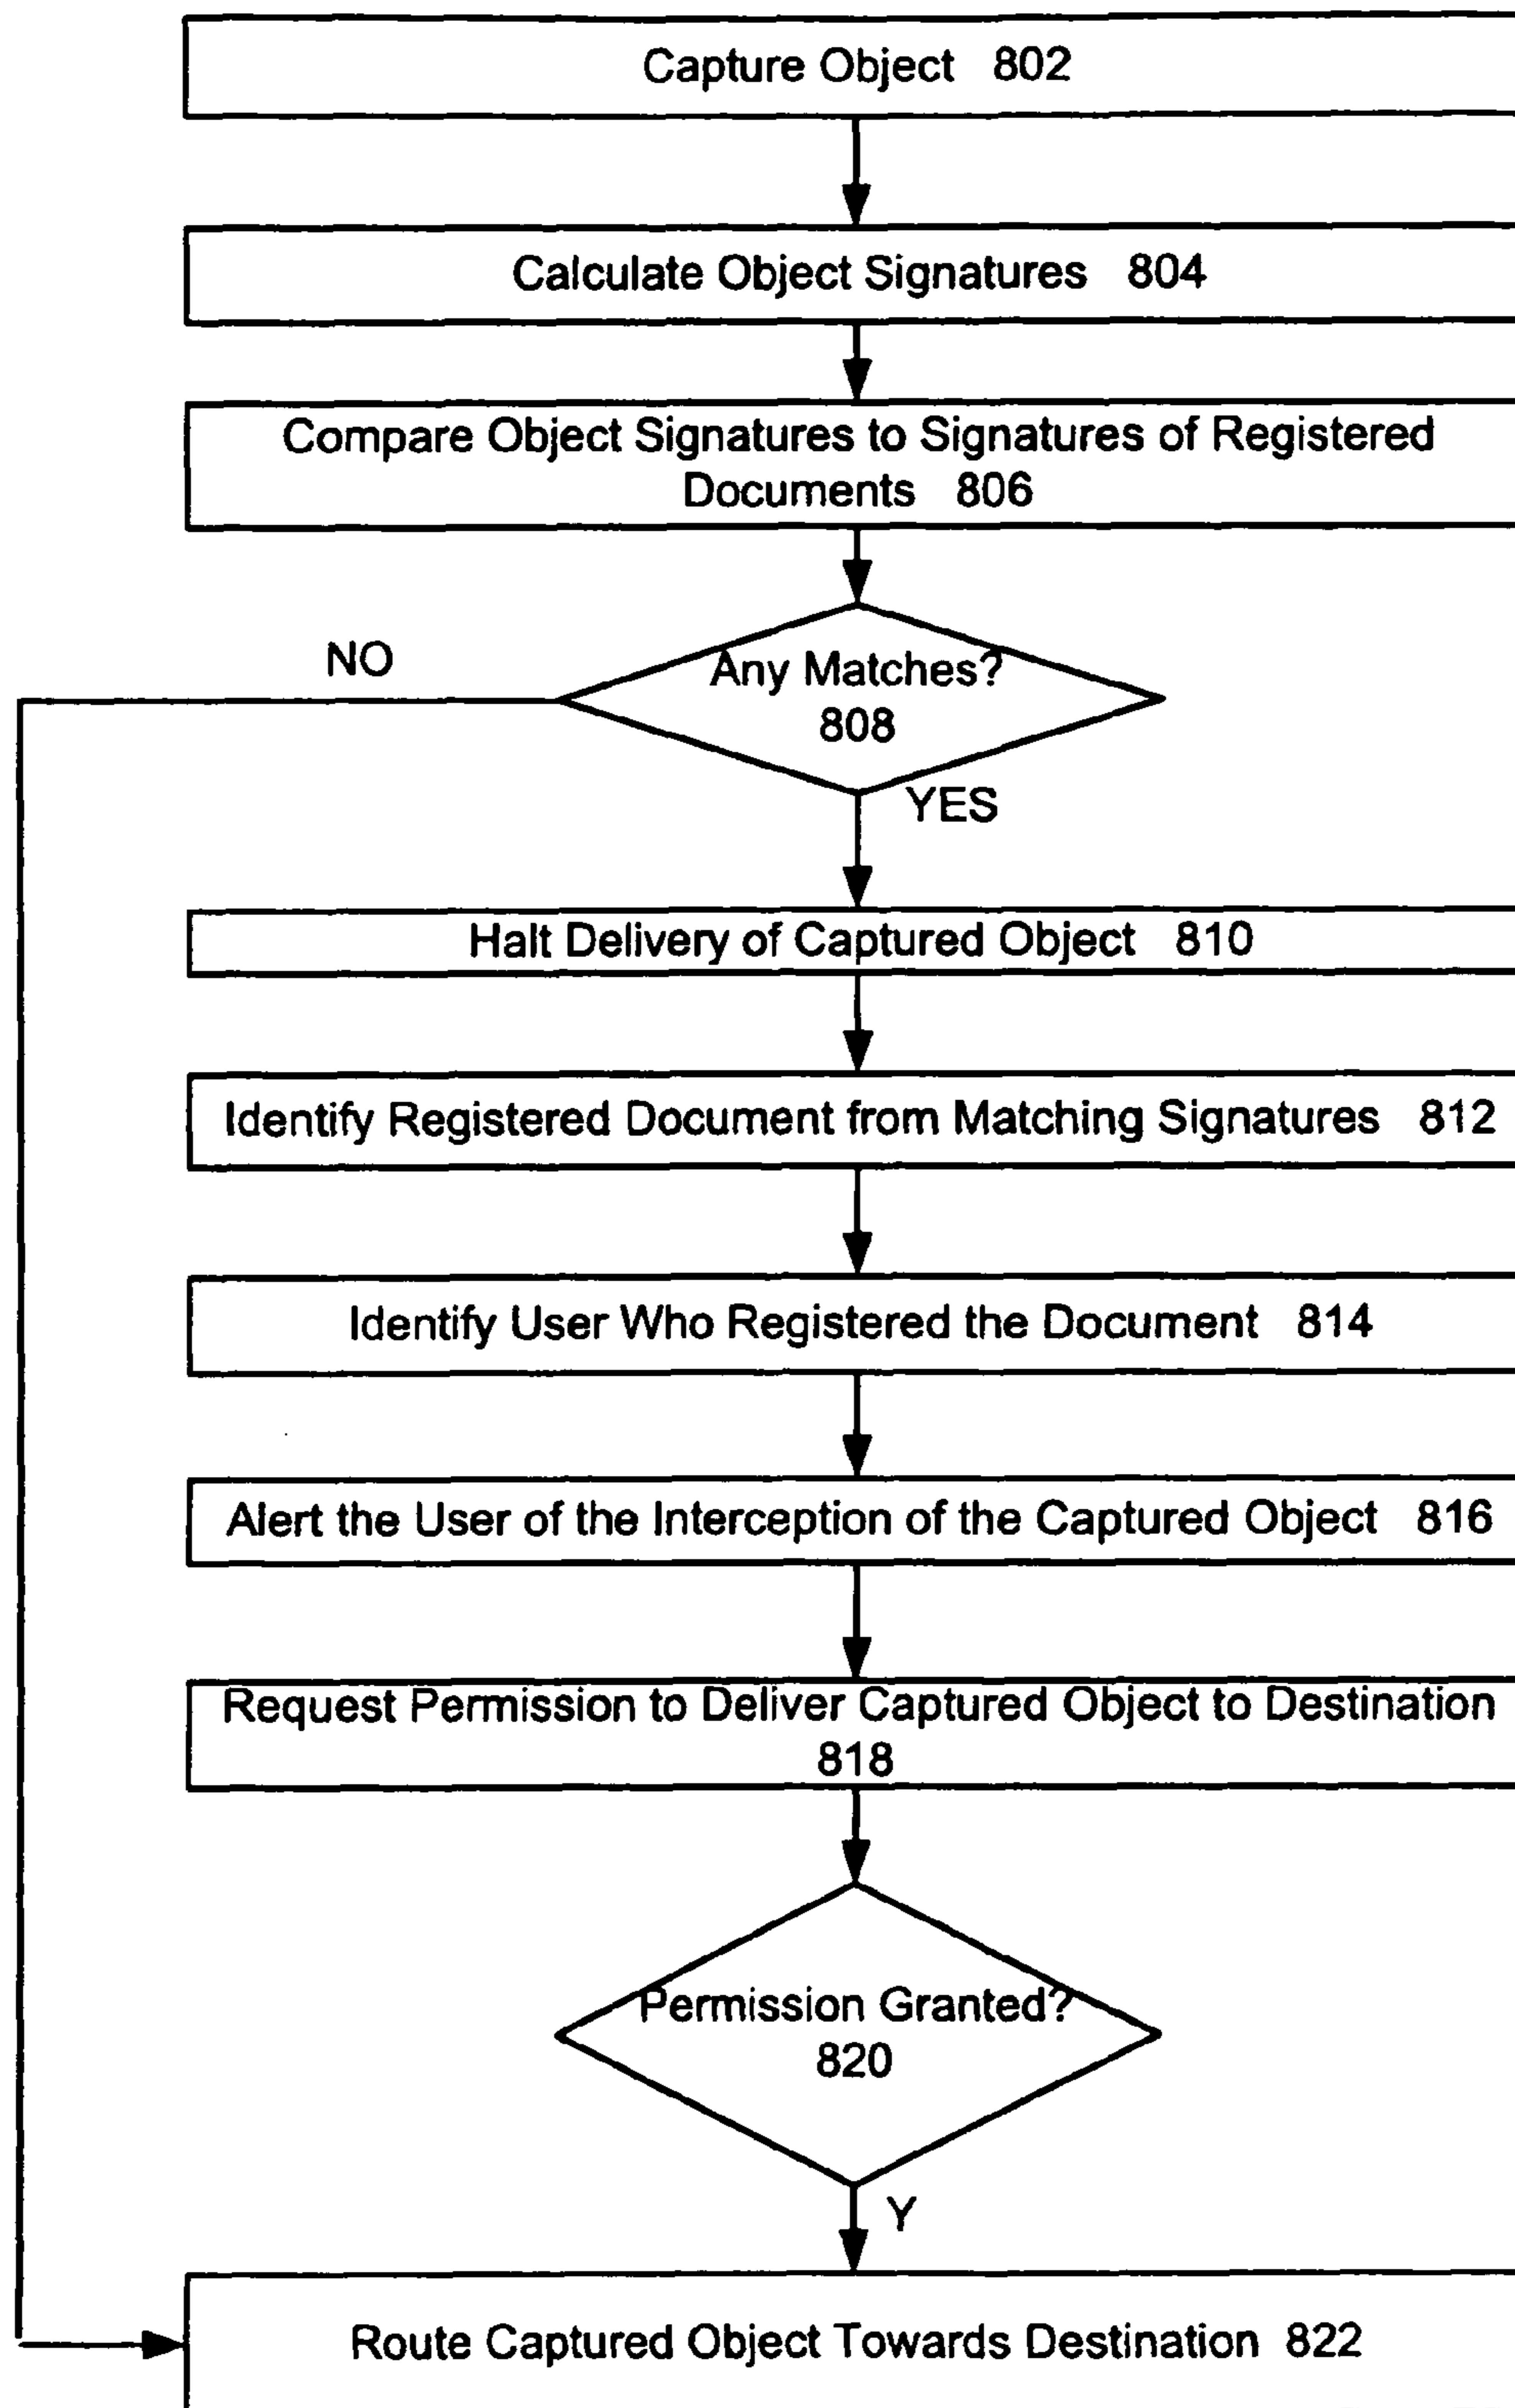 Capture Object 802
Calculate Object Signatures 804
Compare Object Signatures to Signatures of Registered
Documents 806
NO
Any Matches?
808
YES
Halt Delivery of Captured Object 810
Identify Registered Document from Matching Signatures 812
Identify User Who Registered the Document 814
Alert the User of the Interception of the Captured Object 816
Request Permission to Deliver Captured Object to Destination
818
Permission Granted?
820
Y
Route Captured Object Towards Destination 822